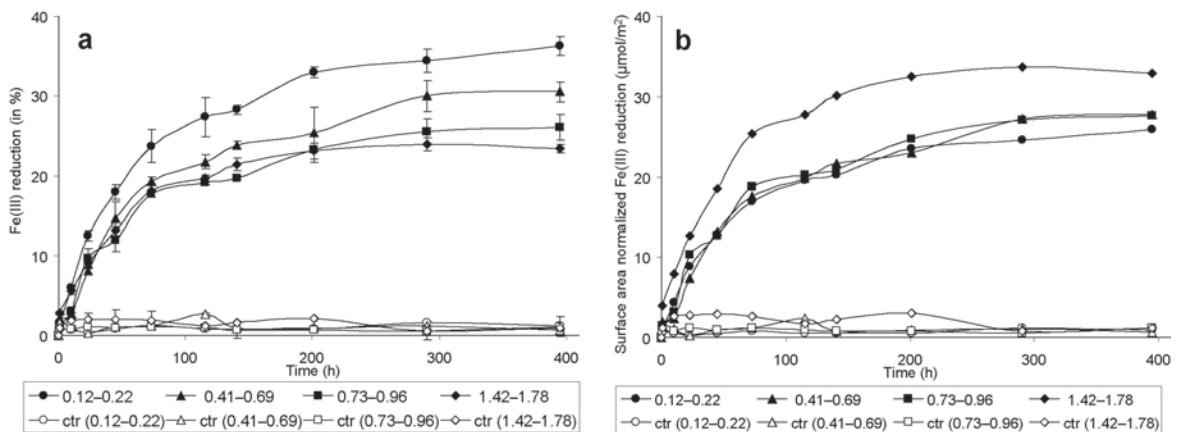 a
Fe(III) reduction (in %)
40
30
20
10
0
0 100 200 300 400
Time (h)
0.12–0.22 0.41–0.69 0.73–0.96 1.42–1.78
ctr (0.12–0.22) ctr (0.41–0.69) ctr (0.73–0.96) ctr (1.42–1.78)
b
Surface area normalized Fe(III) reduction (µmol/m²)
40
30
20
10
0
0 100 200 300 400
Time (h)
0.12–0.22 0.41–0.69 0.73–0.96 1.42–1.78
ctr (0.12–0.22) ctr (0.41–0.69) ctr (0.73–0.96) ctr (1.42–1.78)